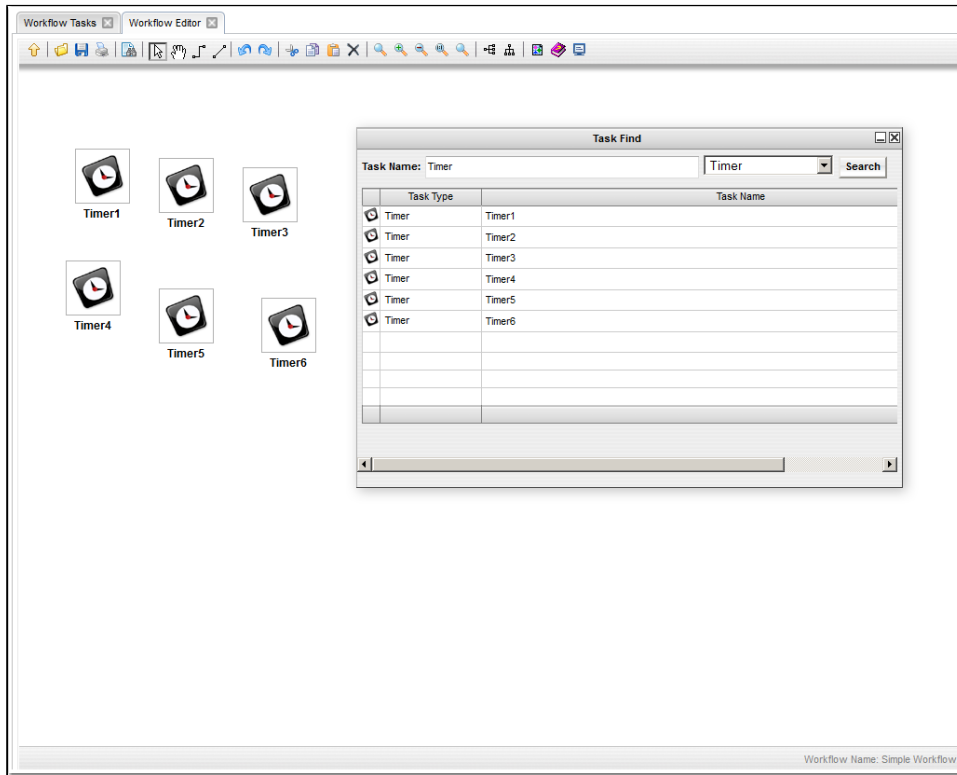 Workflow Tasks
Workflow Editor
Timer1
Timer2
Timer3
Timer4
Timer5
Timer6
Task Find
Task Name: Timer
Timer
Search
Task Type Task Name
Timer Timer1
Timer Timer2
Timer Timer3
Timer Timer4
Timer Timer5
Timer Timer6
Workflow Name: Simple Workflow